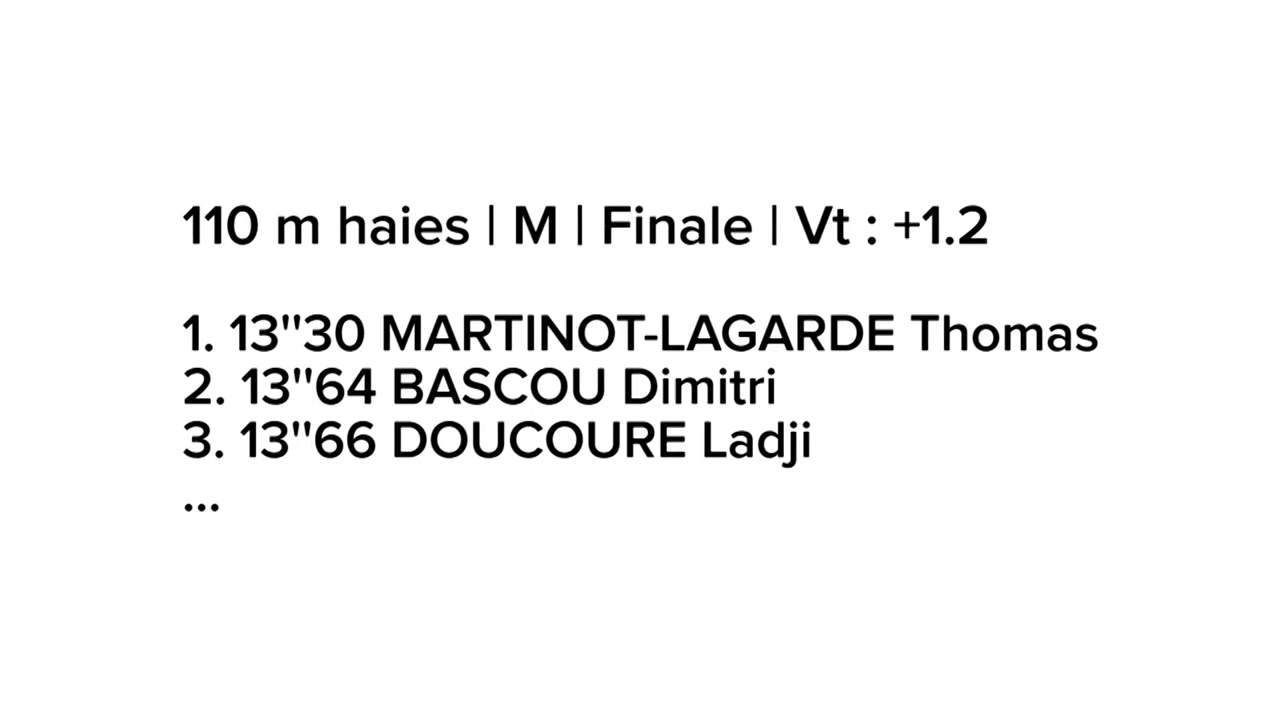 110 m haies | M | Finale | Vt : +1.2
1. 13''30 MARTINOT-LAGARDE Thomas
2. 13''64 BASCOU Dimitri
3. 13''66 DOUCOURE Ladji
...